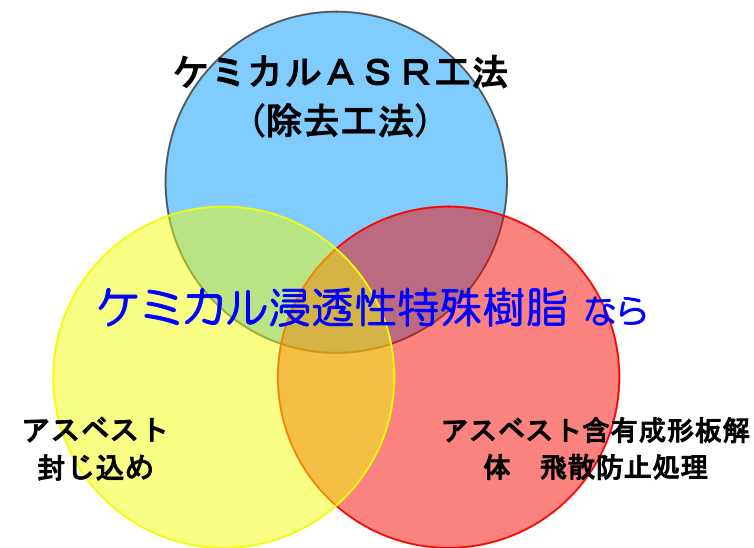 ケミカルＡＳＲ工法
(除去工法)
ケミカル浸透性特殊樹脂 なら
アスベスト
封じ込め
アスベスト含有成形板解
体　飛散防止処理